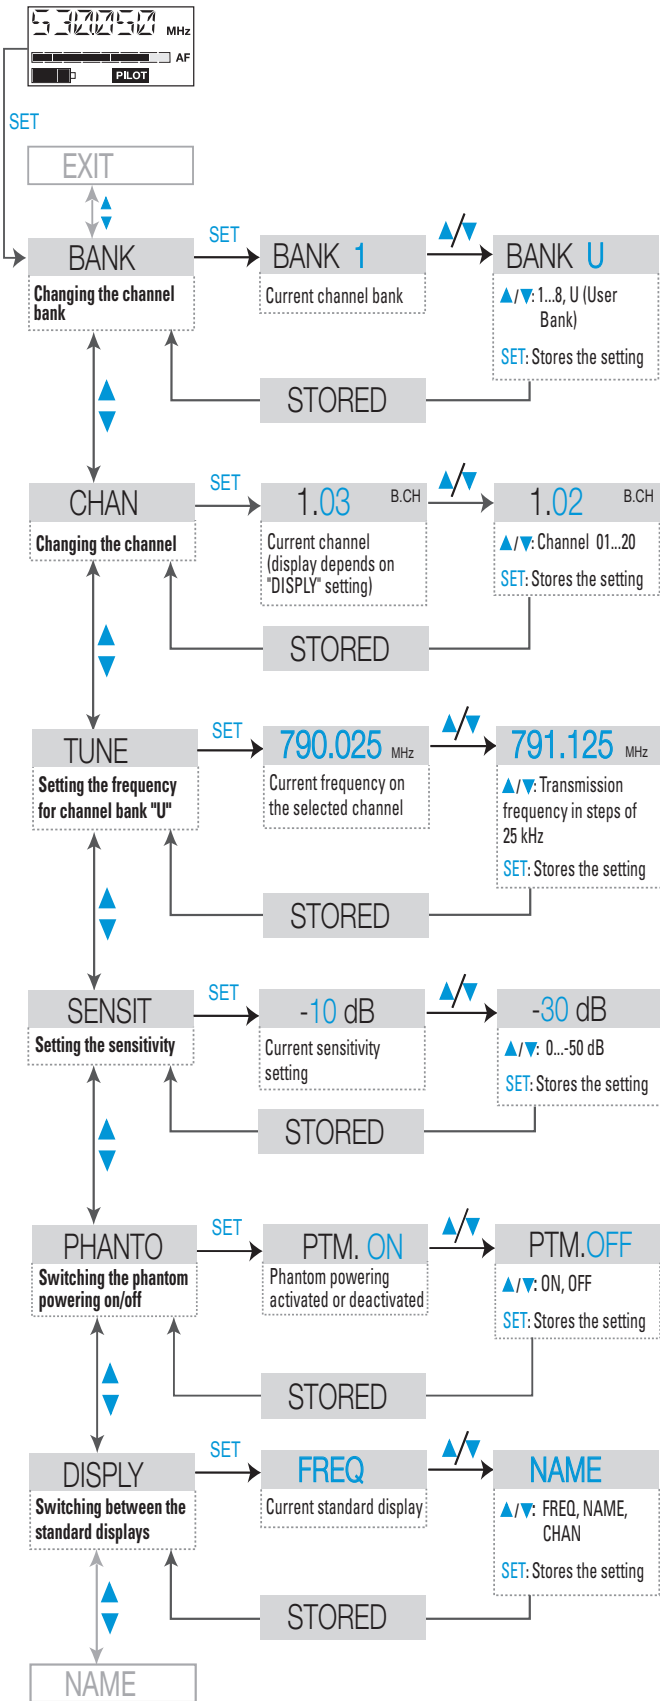 530.050 MHz
AF
PILOT
SET
EXIT
BANK
Changing the channel
bank
SET
BANK 1
Current channel bank
▲/▼
BANK U
▲/▼: 1...8, U (User
Bank)
SET: Stores the setting
STORED
CHAN
Changing the channel
SET
1.03 B.CH
Current channel
(display depends on
"DISPLY" setting)
▲/▼
1.02 B.CH
▲/▼: Channel 01...20
SET: Stores the setting
STORED
TUNE
Setting the frequency
for channel bank "U"
SET
790.025 MHz
Current frequency on
the selected channel
▲/▼
791.125 MHz
▲/▼: Transmission
frequency in steps of
25 kHz
SET: Stores the setting
STORED
SENSIT
Setting the sensitivity
SET
-10 dB
Current sensitivity
setting
▲/▼
-30 dB
▲/▼: 0...-50 dB
SET: Stores the setting
STORED
PHANTO
Switching the phantom
powering on/off
SET
PTM. ON
Phantom powering
activated or deactivated
▲/▼
PTM.OFF
▲/▼: ON, OFF
SET: Stores the setting
STORED
DISPLY
Switching between the
standard displays
SET
FREQ
Current standard display
▲/▼
NAME
▲/▼: FREQ, NAME,
CHAN
SET: Stores the setting
STORED
NAME